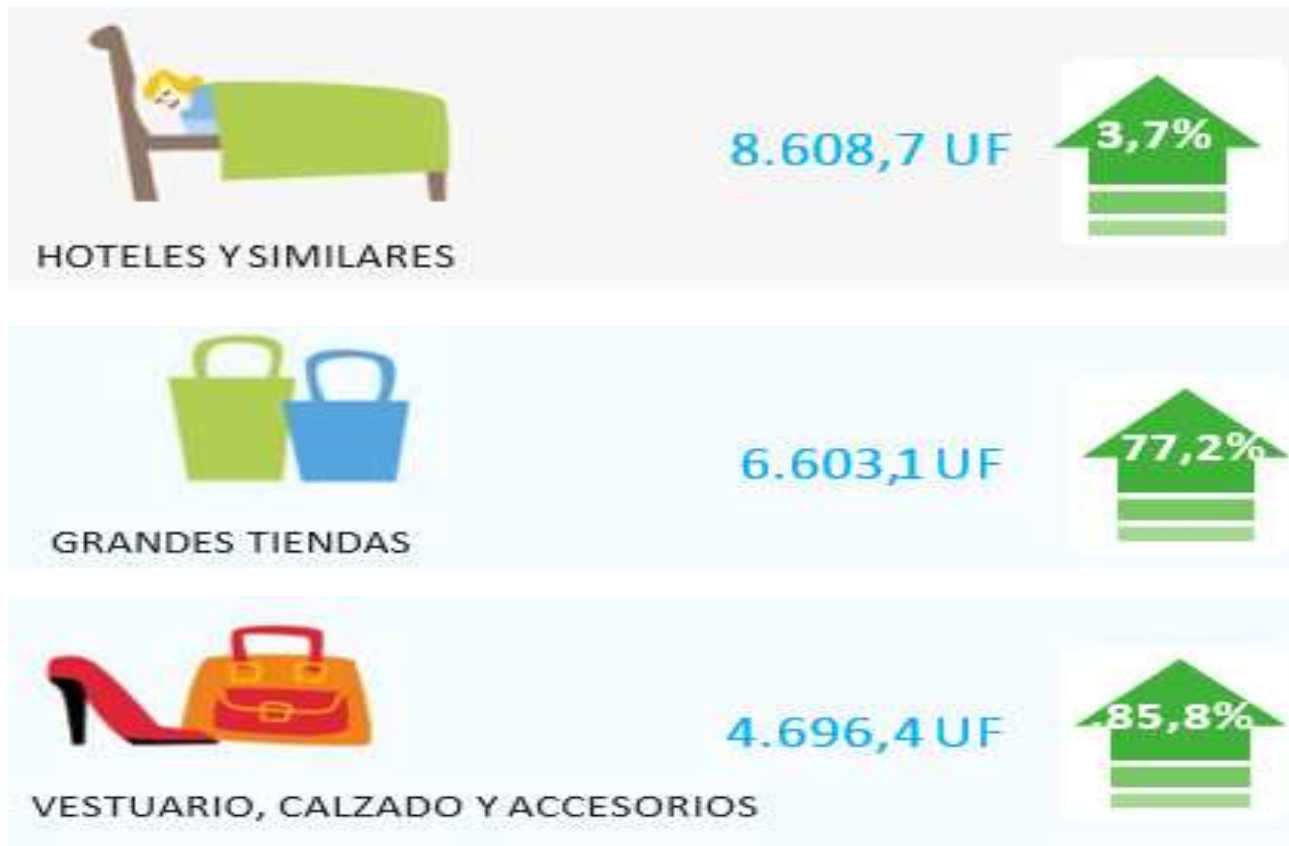 8.608,7 UF
3,7%
HOTELES Y SIMILARES
6.603,1 UF
77,2%
GRANDES TIENDAS
4.696,4 UF
85,8%
VESTUARIO, CALZADO Y ACCESORIOS